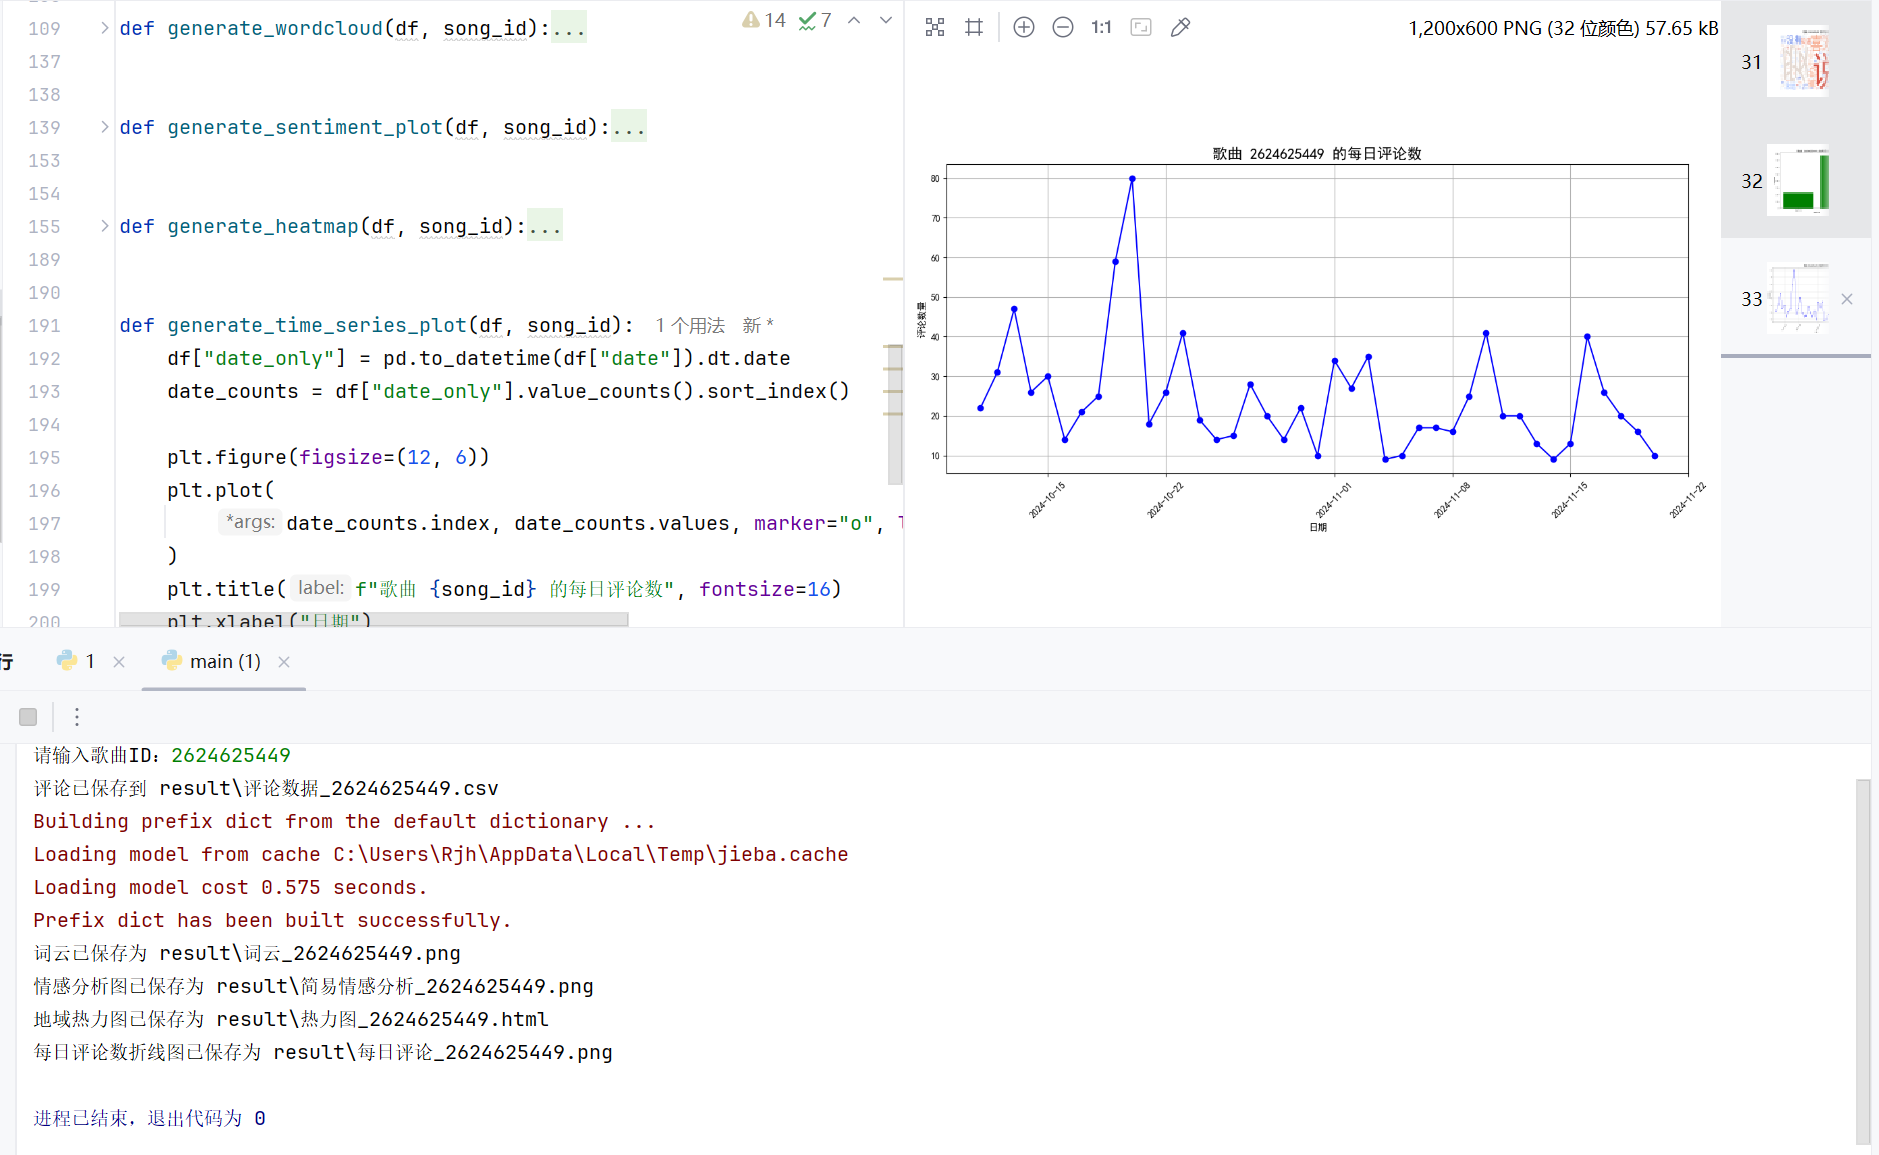 109 def generate_wordcloud(df, song_id):...
14 7
137
138
139 def generate_sentiment_plot(df, song_id):...
153
154
155 def generate_heatmap(df, song_id):...
189
190
191 def generate_time_series_plot(df, song_id): 1 个用法 新 *
192 df["date_only"] = pd.to_datetime(df["date"]).dt.date
193 date_counts = df["date_only"].value_counts().sort_index()
194
195 plt.figure(figsize=(12, 6))
196 plt.plot(
197 *args: date_counts.index, date_counts.values, marker="o",
198 )
199 plt.title( label: f"歌曲 {song_id} 的每日评论数", fontsize=16)
200 plt.xlabel("日期")
1:1
1,200x600 PNG (32 位颜色) 57.65 kB
歌曲 2624625449 的每日评论数
80
70
60
50
40
30
20
10
评论数量
2024-10-15
2024-10-22
2024-11-01
2024-11-08
2024-11-15
2024-11-22
日期
31
32
33
行
1
main (1)
请输入歌曲ID：2624625449
评论已保存到 result\评论数据_2624625449.csv
Building prefix dict from the default dictionary ...
Loading model from cache C:\Users\Rjh\AppData\Local\Temp\jieba.cache
Loading model cost 0.575 seconds.
Prefix dict has been built successfully.
词云已保存为 result\词云_2624625449.png
情感分析图已保存为 result\简易情感分析_2624625449.png
地域热力图已保存为 result\热力图_2624625449.html
每日评论数折线图已保存为 result\每日评论_2624625449.png
进程已结束，退出代码为 0